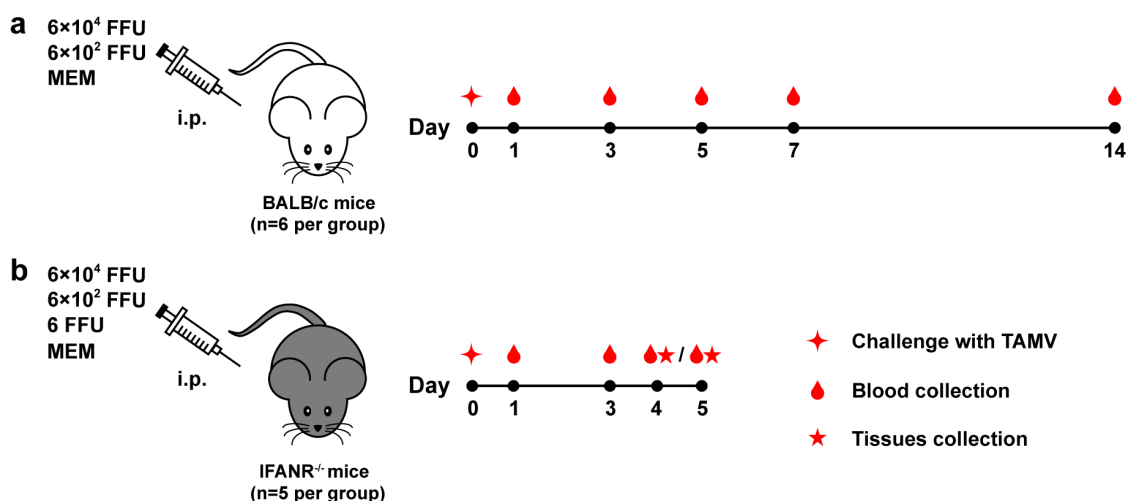 a
6×10⁴ FFU
6×10² FFU
MEM
i.p.
BALB/c mice
(n=6 per group)
Day
0 1 3 5 7 14
b
6×10⁴ FFU
6×10² FFU
6 FFU
MEM
i.p.
IFANR⁻/⁻ mice
(n=5 per group)
/
Day
0 1 3 4 5
Challenge with TAMV
Blood collection
Tissues collection